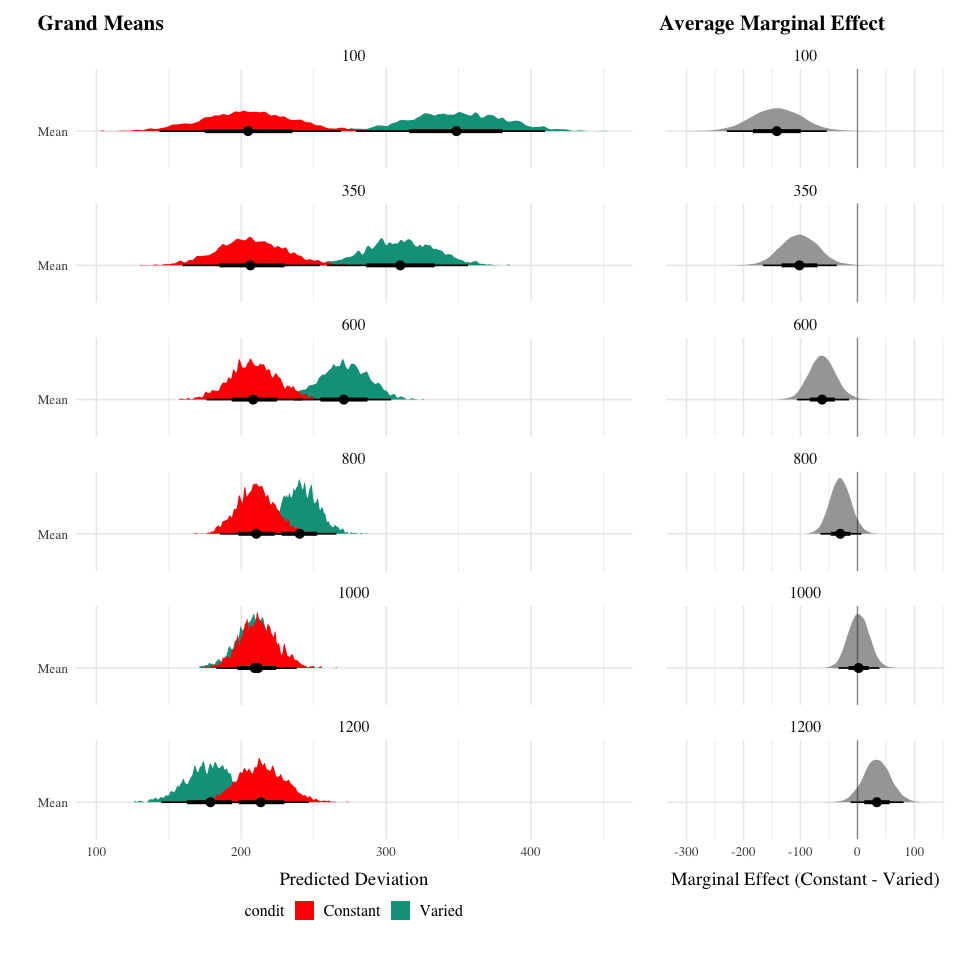 Grand Means
100
Mean
350
Mean
600
Mean
800
Mean
1000
Mean
1200
Mean
100 200 300 400
Predicted Deviation
condit Constant Varied
Average Marginal Effect
100
350
600
800
1000
1200
-300 -200 -100 0 100
Marginal Effect (Constant - Varied)